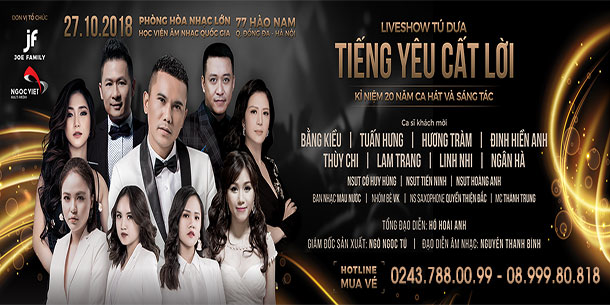 ĐƠN VỊ TỔ CHỨC
jf
JOE FAMILY
NGOCVIET
MULTI MEDIA
27.10.2018
PHÒNG HÒA NHẠC LỚN
HỌC VIỆN ÂM NHẠC QUỐC GIA
77 HÀO NAM
Q. ĐỐNG ĐA - HÀ NỘI
LIVESHOW TÚ DƯA
TIẾNG YÊU CẤT LỜI
KỈ NIỆM 20 NĂM CA HÁT VÀ SÁNG TÁC
Ca sĩ khách mời
BẰNG KIỀU | TUẤN HƯNG | HƯƠNG TRÀM | ĐINH HIỀN ANH
THÙY CHI | LAM TRANG | LINH NHI | NGÂN HÀ
NSƯT CỒ HUY HÙNG | NSƯT TIẾN NINH | NSƯT HOÀNG ANH
BAN NHẠC MÀU NƯỚC | NHÓM BÈ VK | NS SAXOPHONE QUYỀN THIỆN ĐẮC | MC THÀNH TRUNG
TỔNG ĐẠO DIỄN: HỒ HOÀI ANH
GIÁM ĐỐC SẢN XUẤT: NGÔ NGỌC TÚ | ĐẠO DIỄN ÂM NHẠC: NGUYỄN THANH BÌNH
HOTLINE
MUA VÉ
0243.788.00.99 - 08.999.80.818